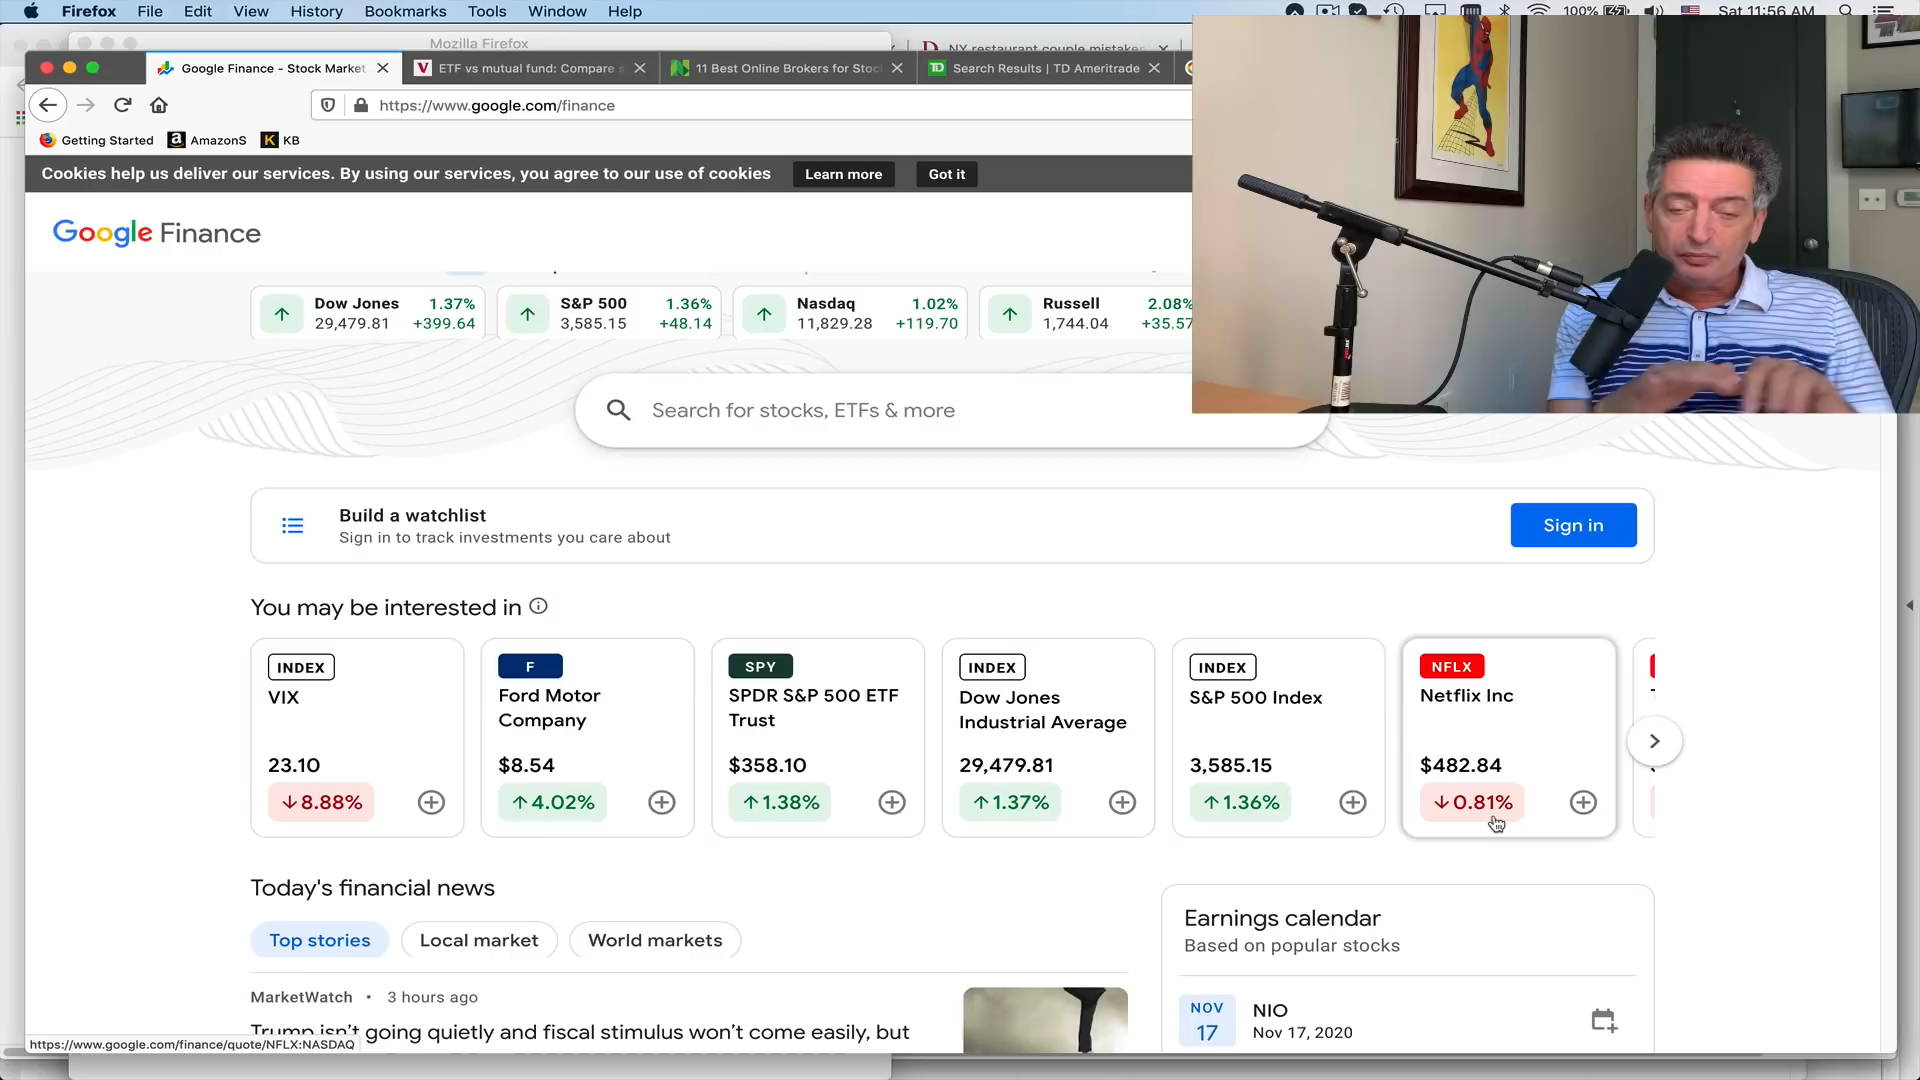 Firefox File Edit View History Bookmarks Tools Window Help
100% Sat 11:56 AM
Mozilla Firefox
NY restaurant couple mistaken
Google Finance - Stock Market
ETF vs mutual fund: Compare s
11 Best Online Brokers for Stoc
Search Results | TD Ameritrade
https://www.google.com/finance
Getting Started AmazonS KB
Cookies help us deliver our services. By using our services, you agree to our use of cookies Learn more Got it
Google Finance
Dow Jones 1.37%
29,479.81 +399.64
S&P 500 1.36%
3,585.15 +48.14
Nasdaq 1.02%
11,829.28 +119.70
Russell 2.08%
1,744.04 +35.57
Search for stocks, ETFs & more
Build a watchlist
Sign in to track investments you care about
Sign in
You may be interested in
INDEX
VIX
23.10
↓8.88%
F
Ford Motor
Company
$8.54
↑4.02%
SPY
SPDR S&P 500 ETF
Trust
$358.10
↑1.38%
INDEX
Dow Jones
Industrial Average
29,479.81
↑1.37%
INDEX
S&P 500 Index
3,585.15
↑1.36%
NFLX
Netflix Inc
$482.84
↓0.81%
Today's financial news
Top stories Local market World markets
MarketWatch • 3 hours ago
Trump isn't going quietly and fiscal stimulus won't come easily, but
Earnings calendar
Based on popular stocks
NOV
17
NIO
Nov 17, 2020
https://www.google.com/finance/quote/NFLX:NASDAQ